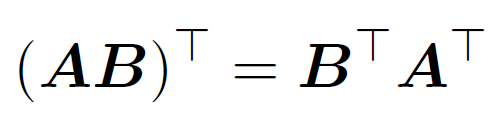 (AB)⊤ = B⊤A⊤